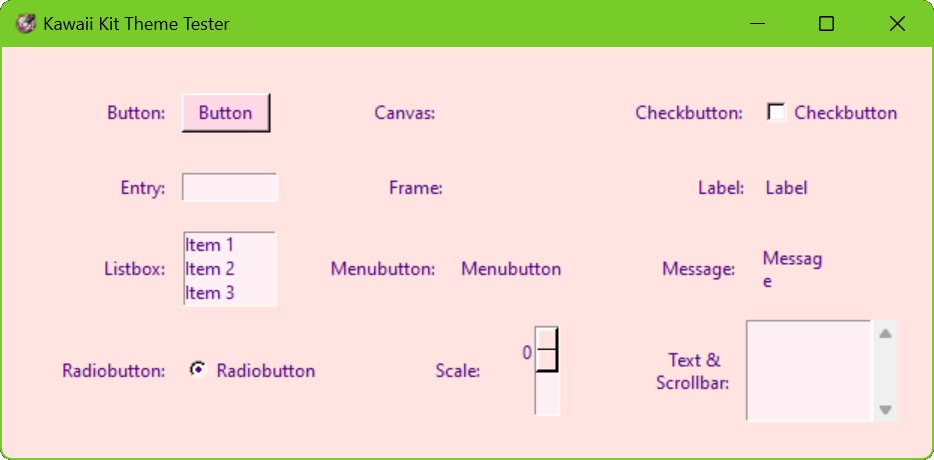 Kawaii Kit Theme Tester
Button: Button Canvas: Checkbutton: Checkbutton
Entry: Frame: Label: Label
Listbox:
Item 1
Item 2
Item 3
Menubutton: Menubutton
Message:
Messag
e
Radiobutton: Radiobutton
Scale: 0
Text &
Scrollbar: